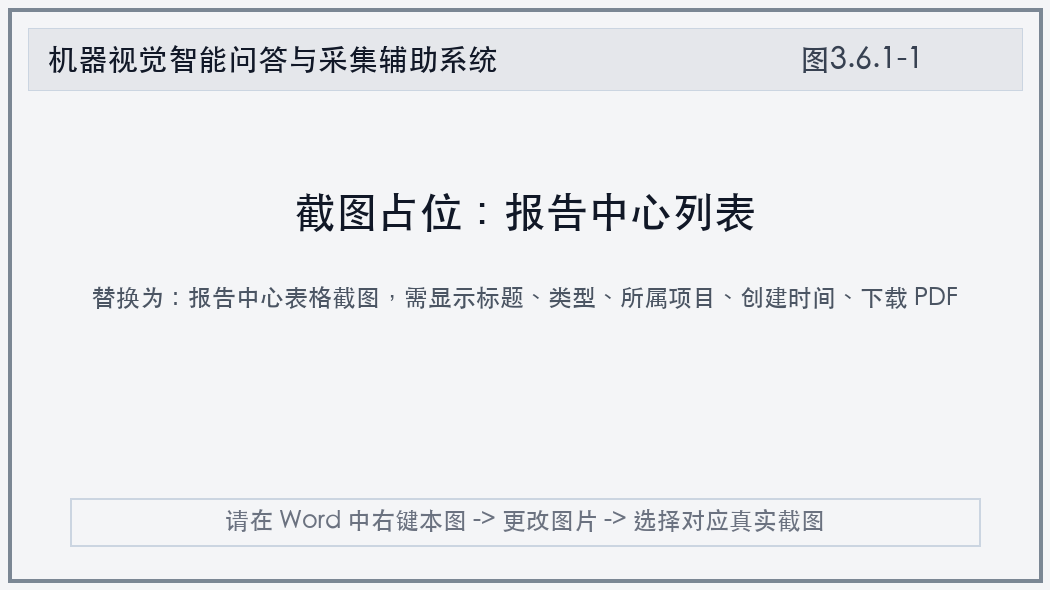 机器视觉智能问答与采集辅助系统 图3.6.1-1
截图占位：报告中心列表
替换为：报告中心表格截图，需显示标题、类型、所属项目、创建时间、下载 PDF
请在 Word 中右键本图 -> 更改图片 -> 选择对应真实截图